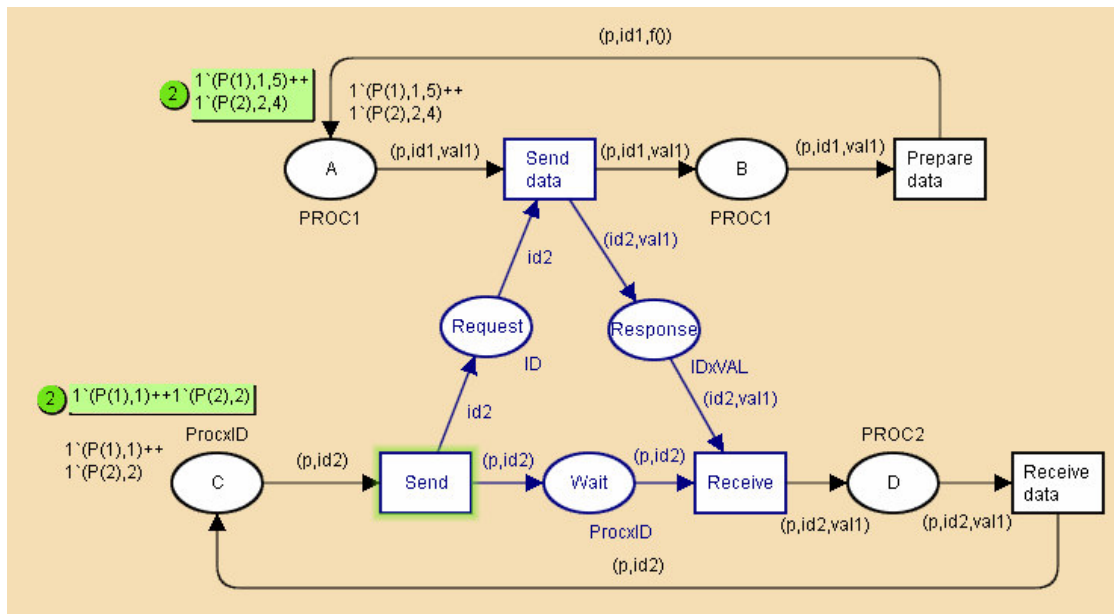 (p,id1,f())
2
1`(P(1),1,5)++
1`(P(2),2,4)
1`(P(1),1,5)++
1`(P(2),2,4)
A
PROC1
(p,id1,val1)
Send
data
(p,id1,val1)
B
PROC1
(p,id1,val1)
Prepare
data
id2
(id2,val1)
Request
ID
Response
IDxVAL
id2
(id2,val1)
2
1`(P(1),1)++1`(P(2),2)
ProcxID
1`(P(1),1)++
1`(P(2),2)
C
(p,id2)
Send
(p,id2)
Wait
ProcxID
(p,id2)
Receive
(p,id2,val1)
PROC2
D
(p,id2,val1)
Receive
data
(p,id2)